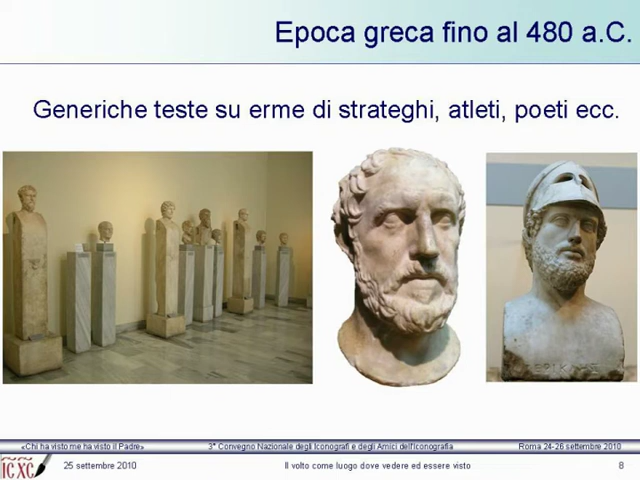 Epoca greca fino al 480 a.C.
Generiche teste su erme di strateghi, atleti, poeti ecc.
«Chi ha visto me ha visto il Padre» 3° Convegno Nazionale degli Iconografi e degli Amici dell'Iconografia Roma 24-26 settembre 2010
IC XC 25 settembre 2010 Il volto come luogo dove vedere ed essere visto 8